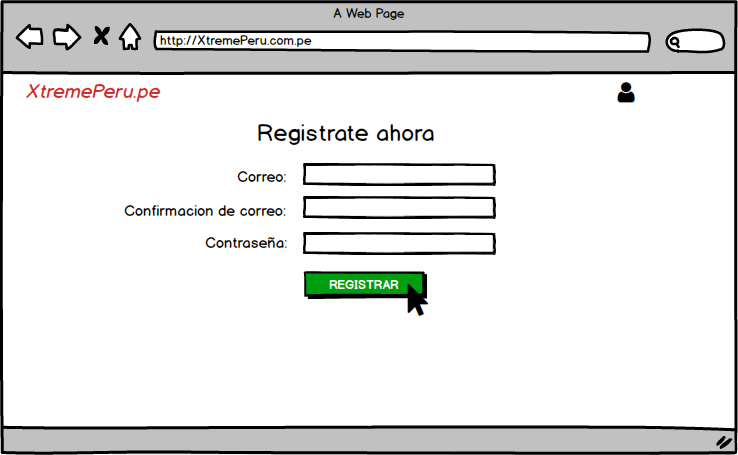 A Web Page
http://XtremePeru.com.pe
XtremePeru.pe
Registrate ahora
Correo:
Confirmacion de correo:
Contraseña:
REGISTRAR